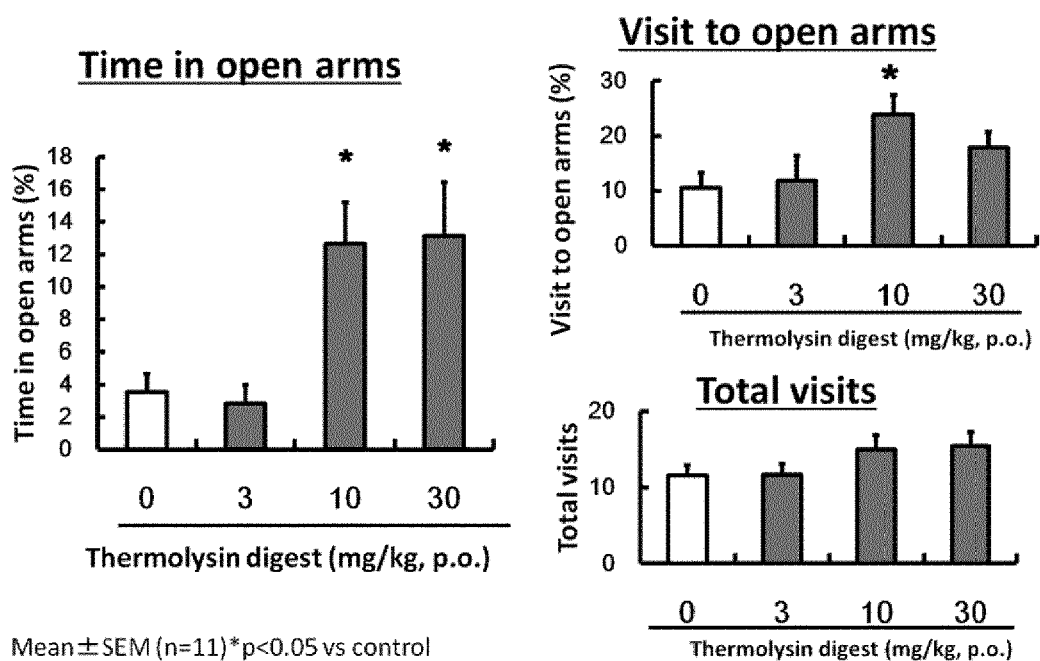 Time in open arms
Time in open arms (%)
18
16
14
12
10
8
6
4
2
0
*
*
0 3 10 30
Thermolysin digest (mg/kg, p.o.)
Visit to open arms
Visit to open arms (%)
30
20
10
0
*
0 3 10 30
Thermolysin digest (mg/kg, p.o.)
Total visits
Total visits
20
10
0
0 3 10 30
Thermolysin digest (mg/kg, p.o.)
Mean±SEM (n=11)*p<0.05 vs control